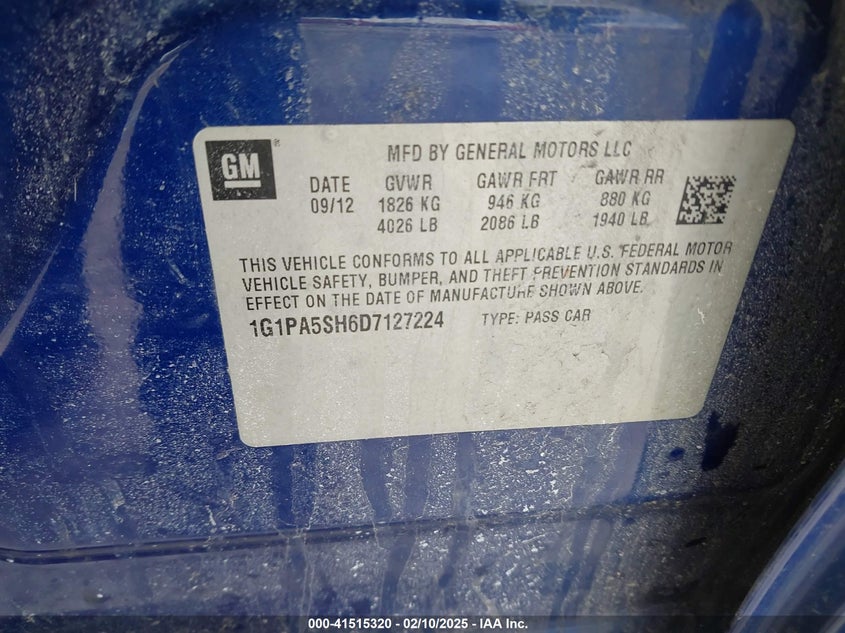 GM
MFD BY GENERAL MOTORS LLC
DATE GVWR GAWR FRT GAWR RR
09/12 1826 KG 946 KG 880 KG
4026 LB 2086 LB 1940 LB
THIS VEHICLE CONFORMS TO ALL APPLICABLE U.S. FEDERAL MOTOR
VEHICLE SAFETY, BUMPER, AND THEFT PREVENTION STANDARDS IN
EFFECT ON THE DATE OF MANUFACTURE SHOWN ABOVE.
1G1PA5SH6D7127224 TYPE: PASS CAR
000-41515320 - 02/10/2025 - IAA Inc.